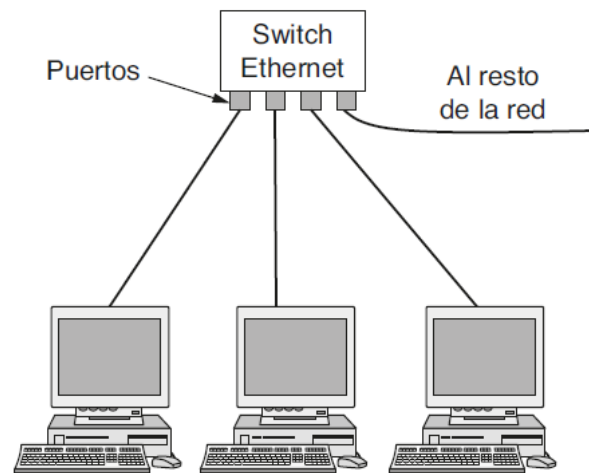 Switch
Ethernet
Puertos
Al resto
de la red